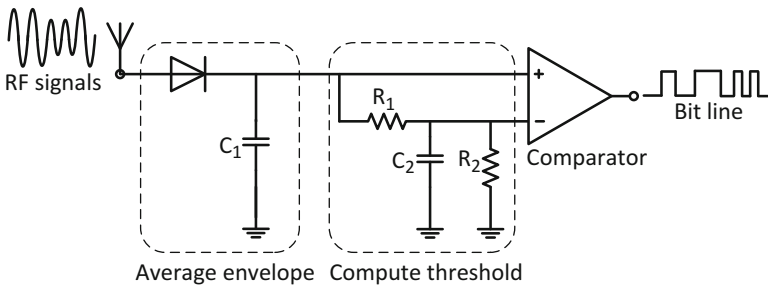 RF signals
R1
+
−
C1
C2
R2
Comparator
Bit line
Average envelope
Compute threshold